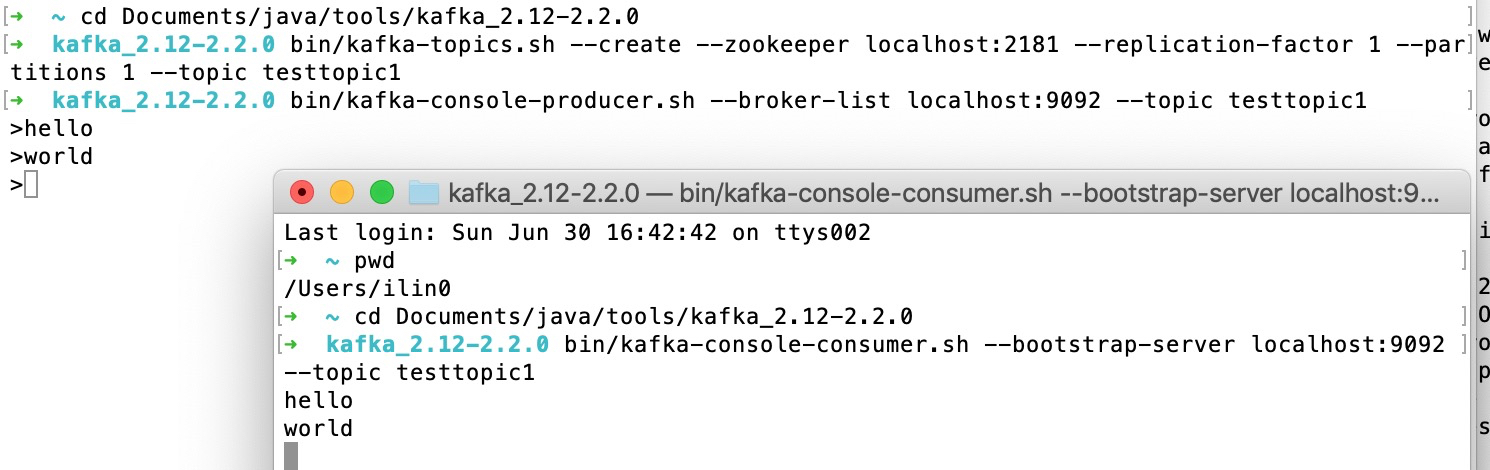 [➜ ~ cd Documents/java/tools/kafka_2.12-2.2.0 ]
[➜ kafka_2.12-2.2.0 bin/kafka-topics.sh --create --zookeeper localhost:2181 --replication-factor 1 --par]
titions 1 --topic testtopic1
[➜ kafka_2.12-2.2.0 bin/kafka-console-producer.sh --broker-list localhost:9092 --topic testtopic1 ]
>hello
>world
>
kafka_2.12-2.2.0 — bin/kafka-console-consumer.sh --bootstrap-server localhost:9...
Last login: Sun Jun 30 16:42:42 on ttys002
[➜ ~ pwd ]
/Users/ilin0
[➜ ~ cd Documents/java/tools/kafka_2.12-2.2.0 ]
[➜ kafka_2.12-2.2.0 bin/kafka-console-consumer.sh --bootstrap-server localhost:9092 ]
--topic testtopic1
hello
world